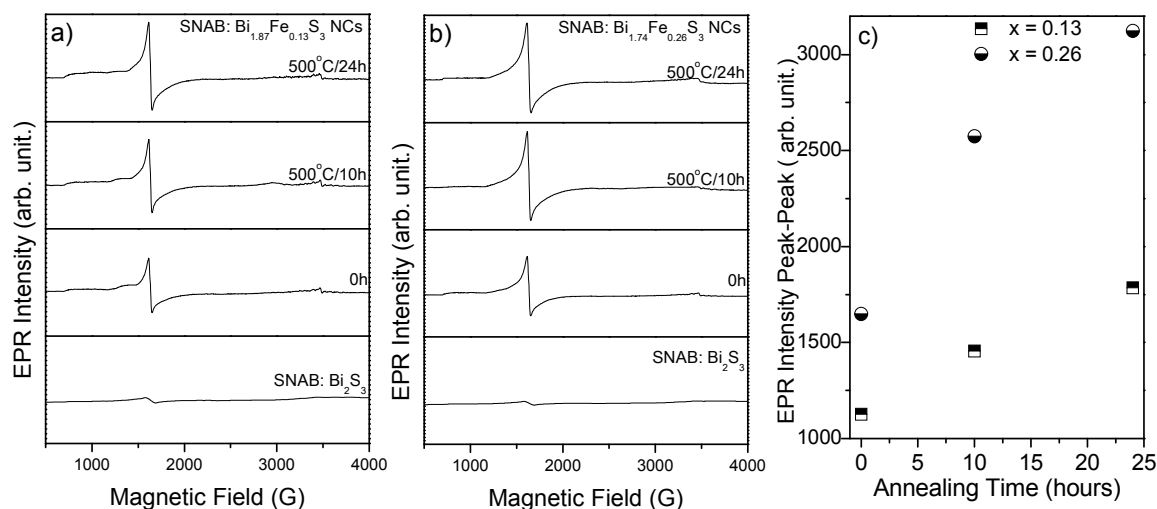 a)
SNAB: Bi1.87Fe0.13S3 NCs
500°C/24h
500°C/10h
0h
SNAB: Bi2S3
EPR Intensity (arb. unit.)
1000 2000 3000 4000
Magnetic Field (G)
b)
SNAB: Bi1.74Fe0.26S3 NCs
500°C/24h
500°C/10h
0h
SNAB: Bi2S3
EPR Intensity (arb. unit.)
1000 2000 3000 4000
Magnetic Field (G)
c)
x = 0.13
x = 0.26
EPR Intensity Peak-Peak ( arb. unit.)
3000
2500
2000
1500
1000
0 5 10 15 20 25
Annealing Time (hours)